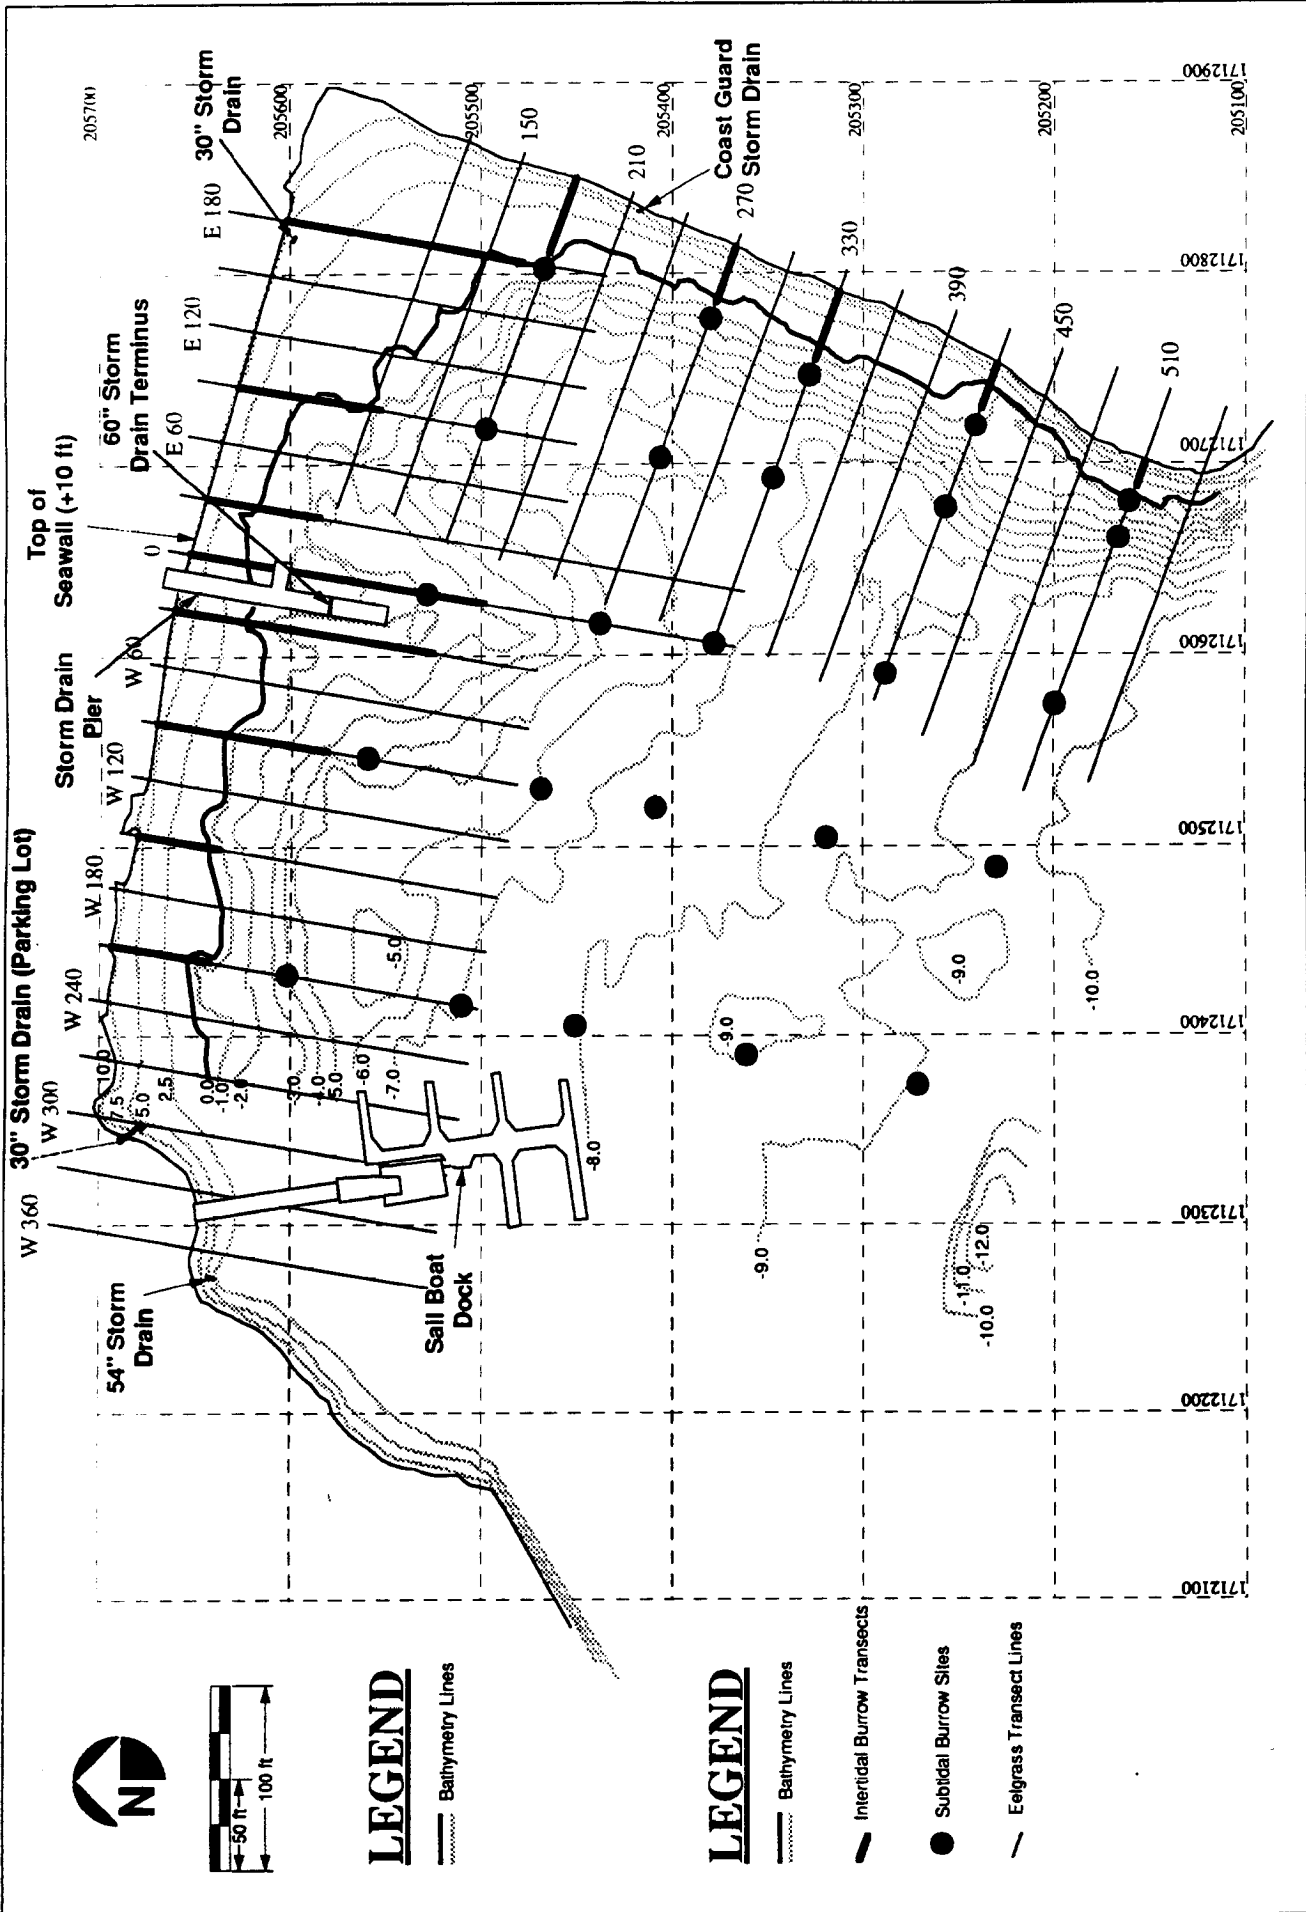 30" Storm Drain (Parking Lot)
54" Storm
Drain
Sail Boat
Dock
Storm Drain
Pier
Top of
Seawall (+10 ft)
60" Storm
Drain Terminus
30" Storm
Drain
Coast Guard
Storm Drain
W 360
W 300
W 240
W 180
W 120
W 60
0
E 60
E 120
E 180
150
210
270
330
390
450
510
205700
205600
205500
205400
205300
205200
205100
1712100
1712200
1712300
1712400
1712500
1712600
1712700
1712800
1712900
10.0
7.5
5.0
2.5
0.0
-1.0
-2.0
-3.0
-4.0
-5.0
-6.0
-7.0
-8.0
-5.0
-9.0
-9.0
-9.0
-10.0
-10.0
-11.0
-12.0
N
50 ft
100 ft
LEGEND
Bathymetry Lines
LEGEND
Bathymetry Lines
Intertidal Burrow Transects
Subtidal Burrow Sites
Eelgrass Transect Lines